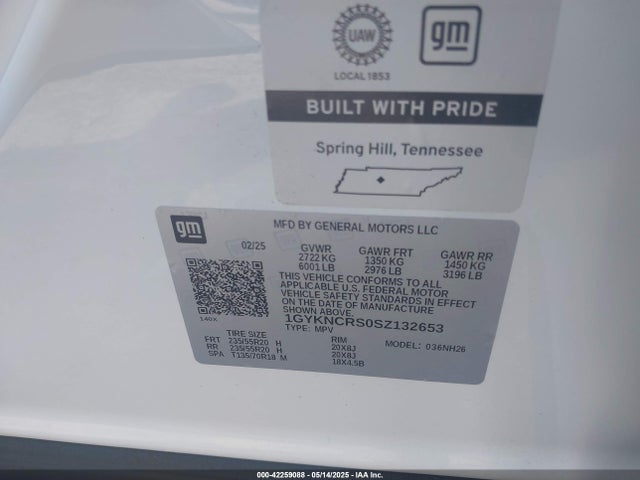 UAW
gm
LOCAL 1853
BUILT WITH PRIDE
Spring Hill, Tennessee
gm
MFD BY GENERAL MOTORS LLC
02/25 GVWR GAWR FRT GAWR RR
2722 KG 1350 KG 1450 KG
6001 LB 2976 LB 3196 LB
THIS VEHICLE CONFORMS TO ALL
APPLICABLE U.S. FEDERAL MOTOR
VEHICLE SAFETY STANDARDS IN EFFECT
ON THE DATE OF MANUFACTURE
SHOWN ABOVE.
1GYKNCRS0SZ132653
140X TYPE: MPV 036NH26
TIRE SIZE RIM
FRT 235/55R20 H 20X8J
RR 235/55R20 H 20X8J
SPA T135/70R18 M 18X4.5B
000-42259088 - 05/14/2025 - IAA Inc.